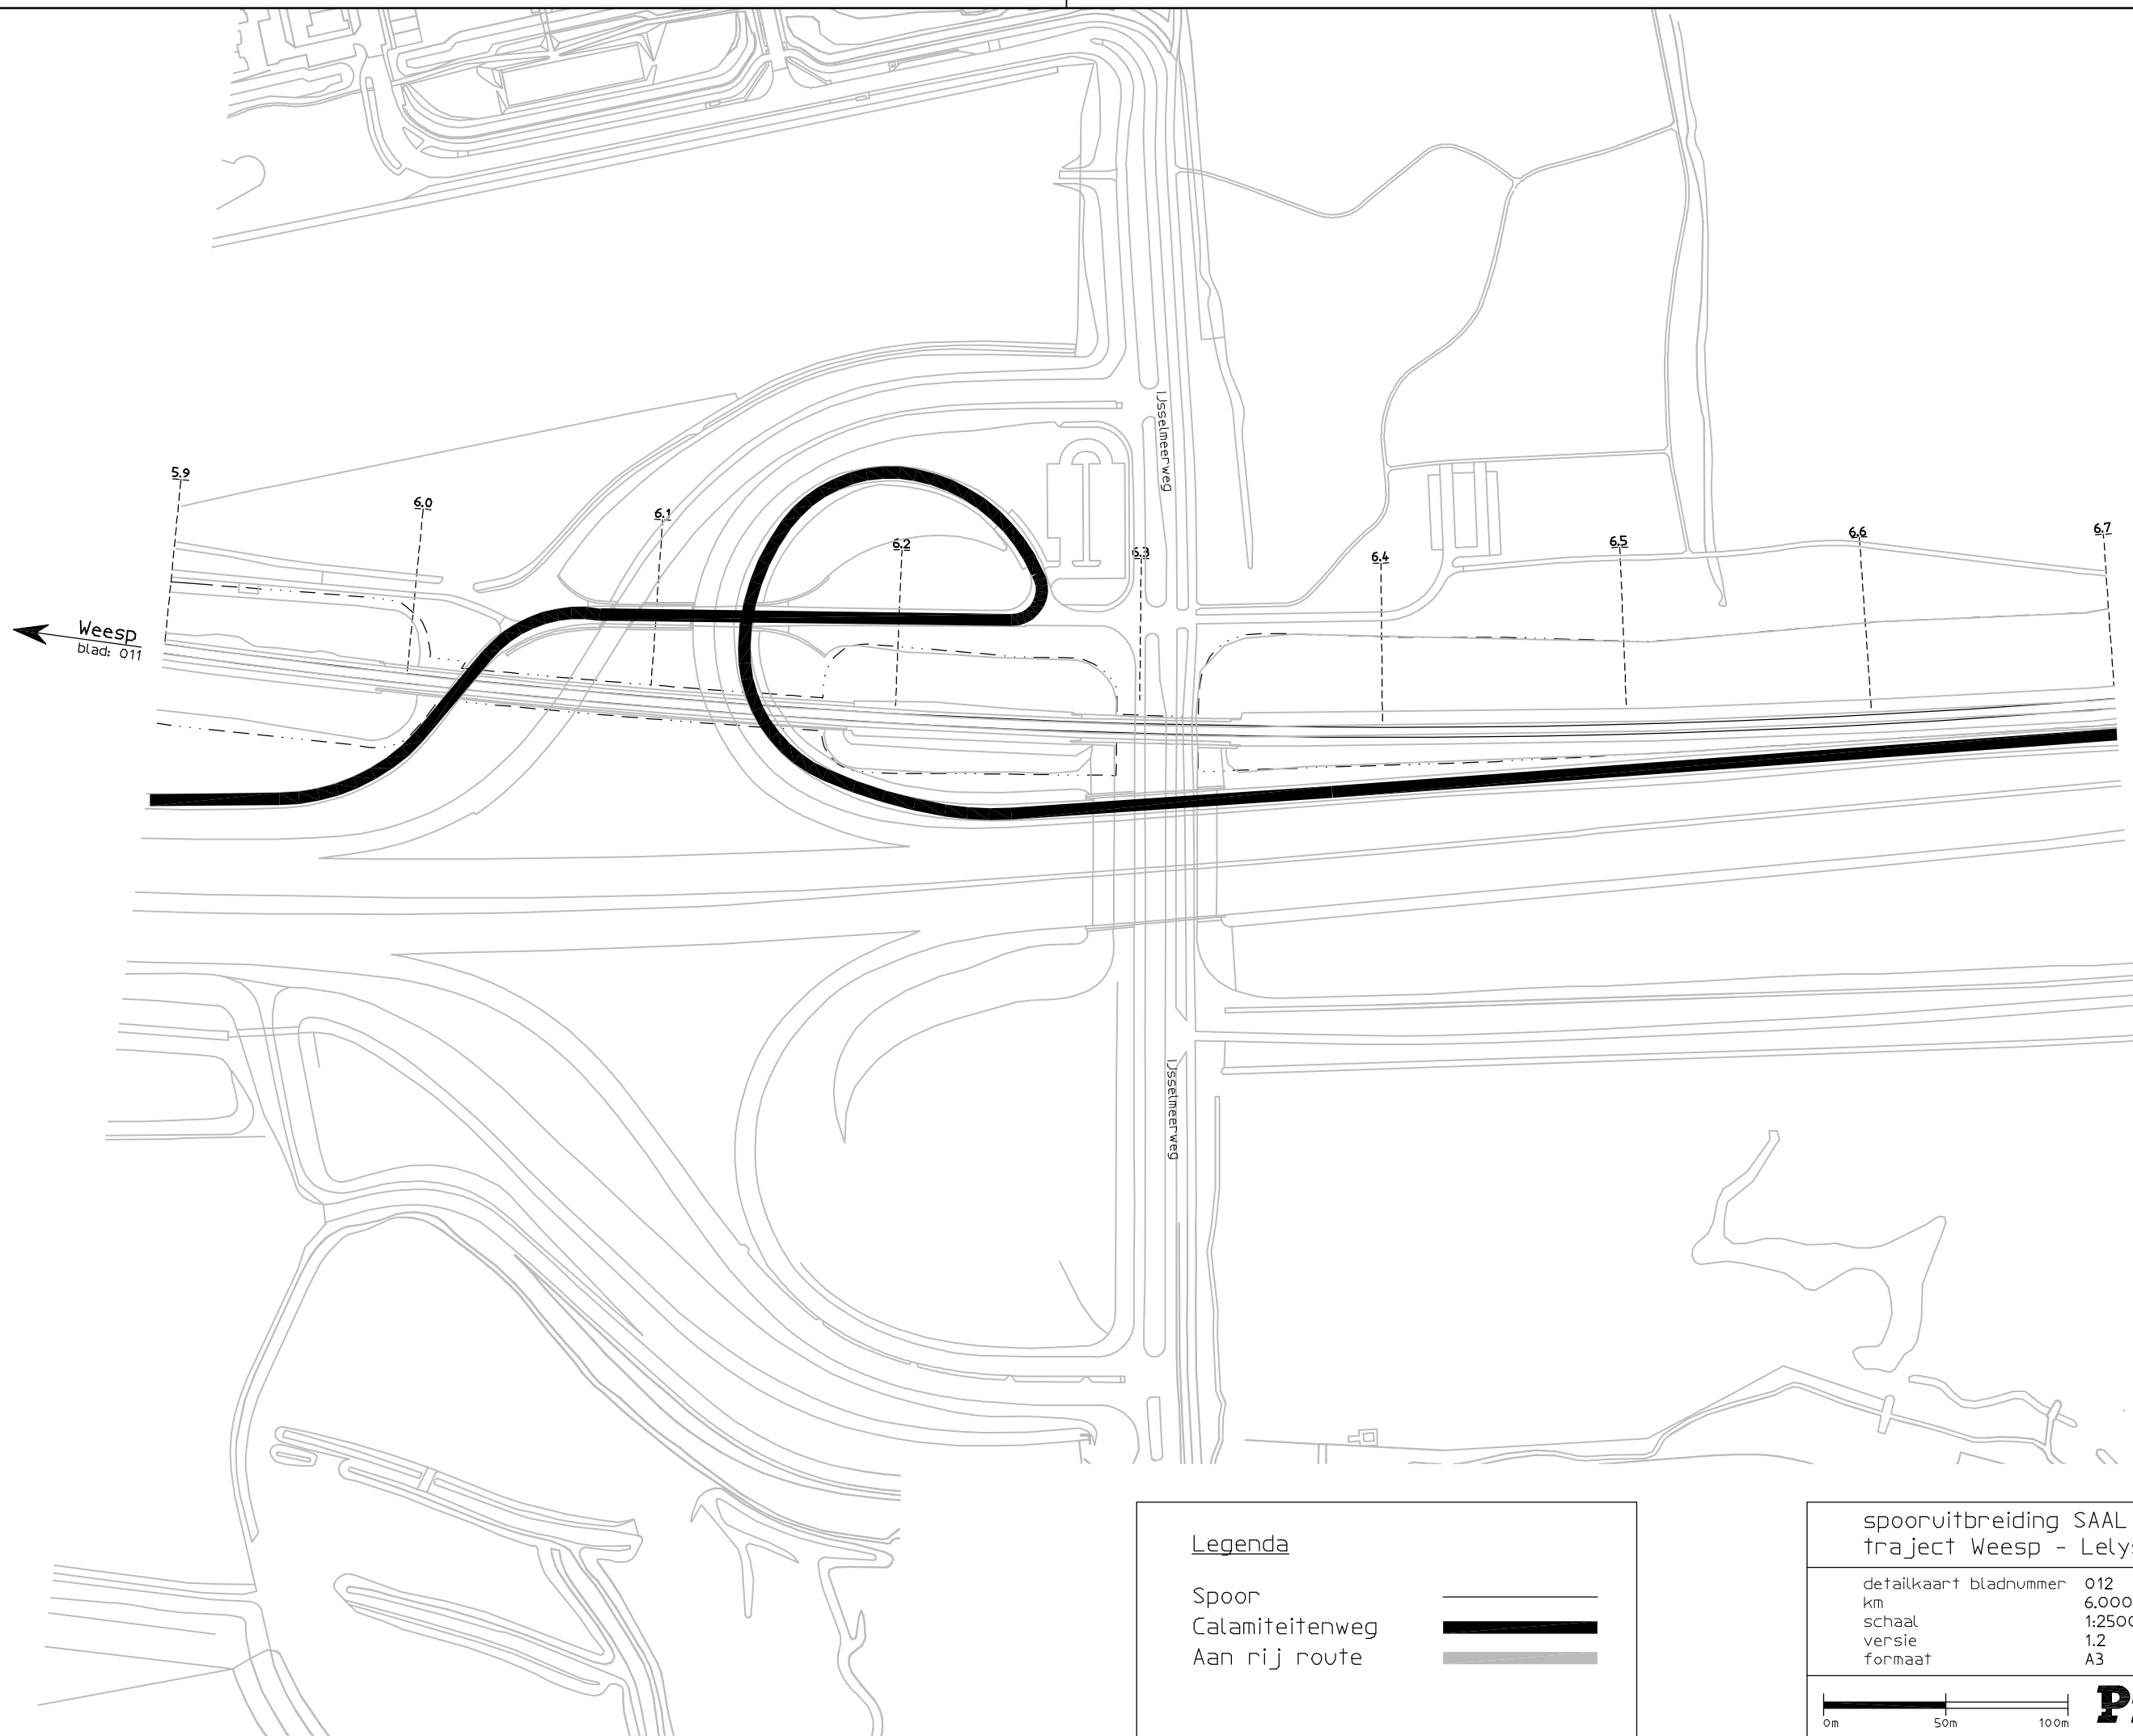 IJsselmeerweg
5.9
6.0
6.1
6.2
6.3
6.4
6.5
6.6
6.7
Weesp
blad: 011
IJsselmeerweg
Legenda
Spoor
Calamiteitenweg
Aan rij route
spooruitbreiding SAAL
traject Weesp - Lelys
detailkaart bladnummer 012
km 6.000
schaal 1:2500
versie 1.2
formaat A3
0m 50m 100m